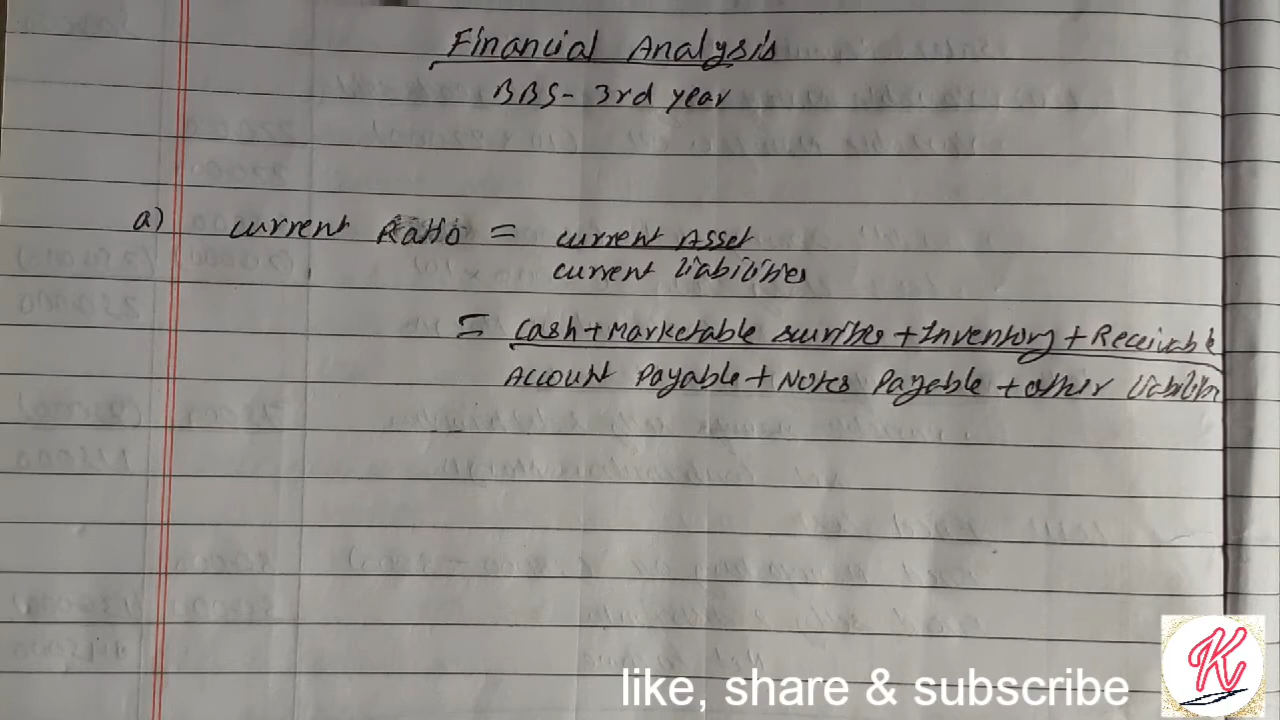 Financial Analysis
BBS- 3rd year
a) current Ratio = current Asset
current liabilities
= Cash + Marketable securities + Inventory + Receivable
Account Payable + Notes Payable + other liabilities
like, share & subscribe
K